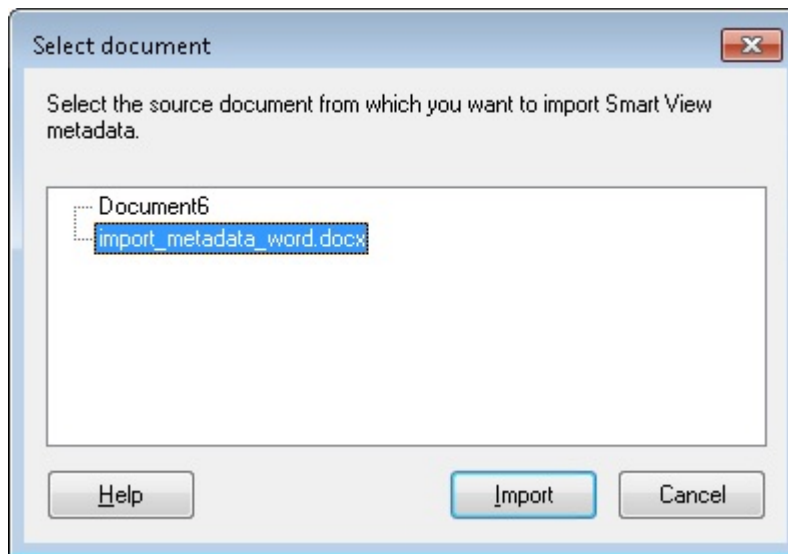 Select document
Select the source document from which you want to import Smart View
metadata.
Document6
import_metadata_word.docx
Help
Import
Cancel